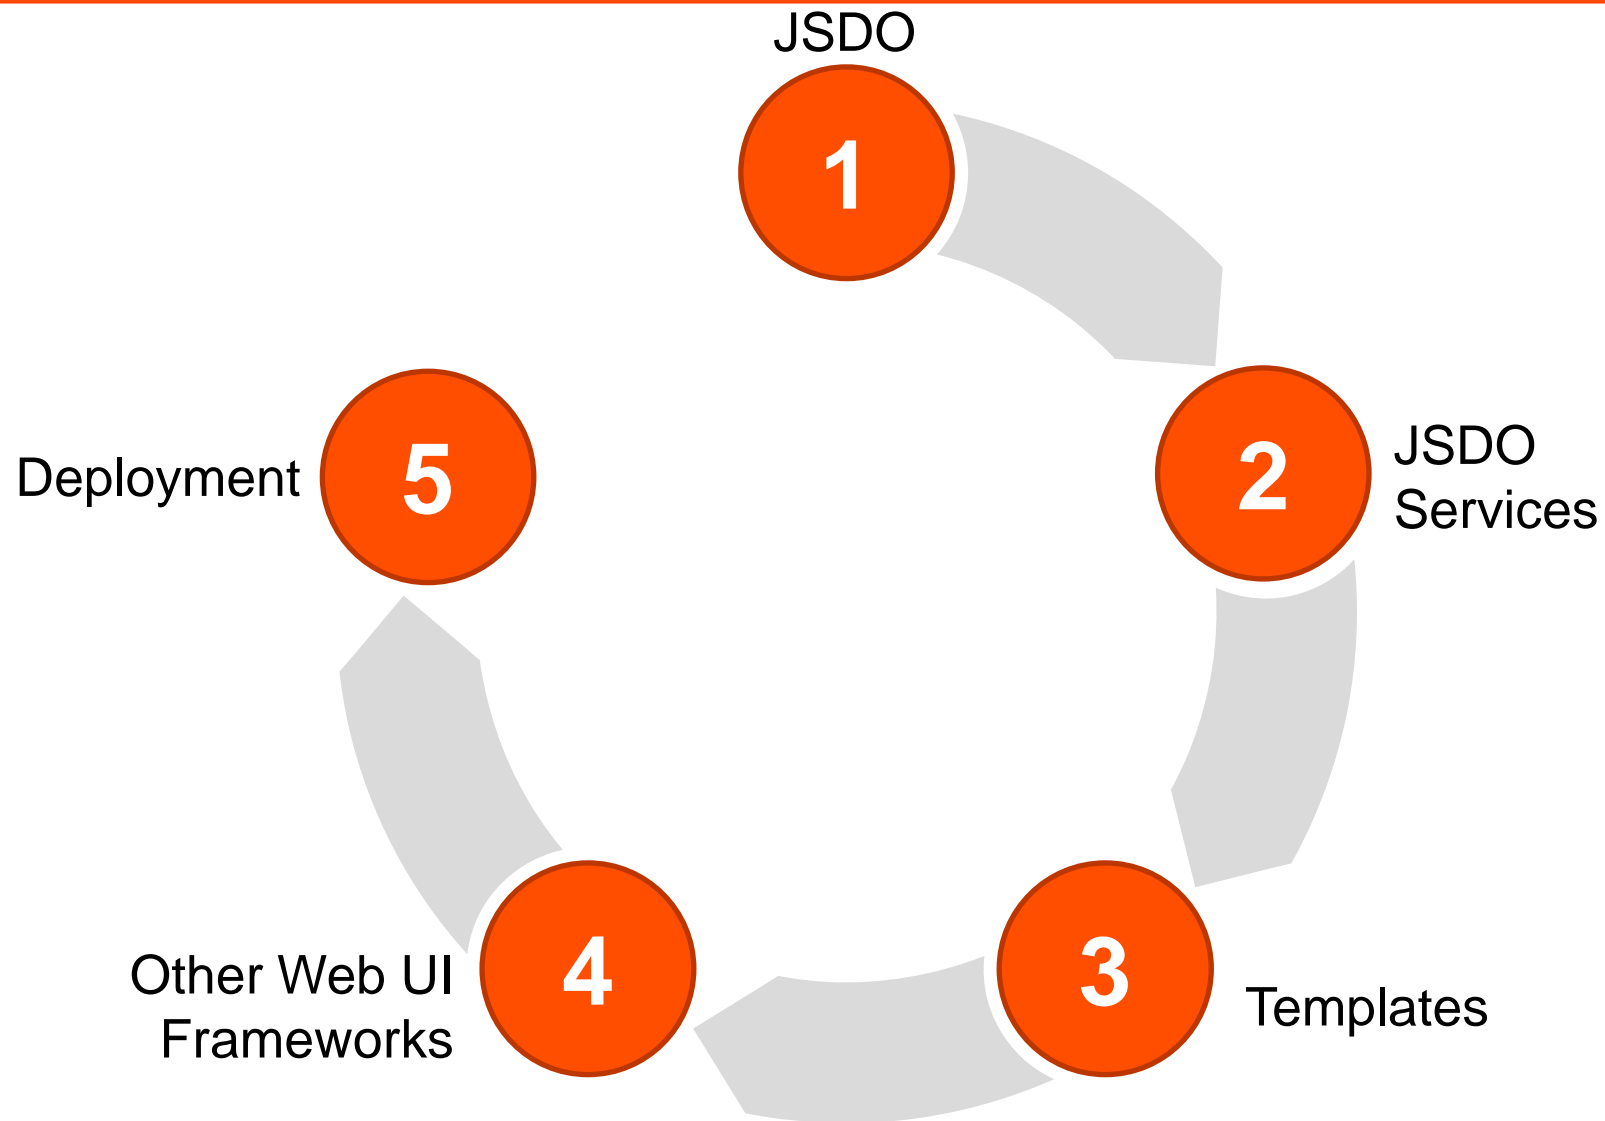 JSDO
1
2
JSDO
Services
3
Templates
4
Other Web UI
Frameworks
5
Deployment